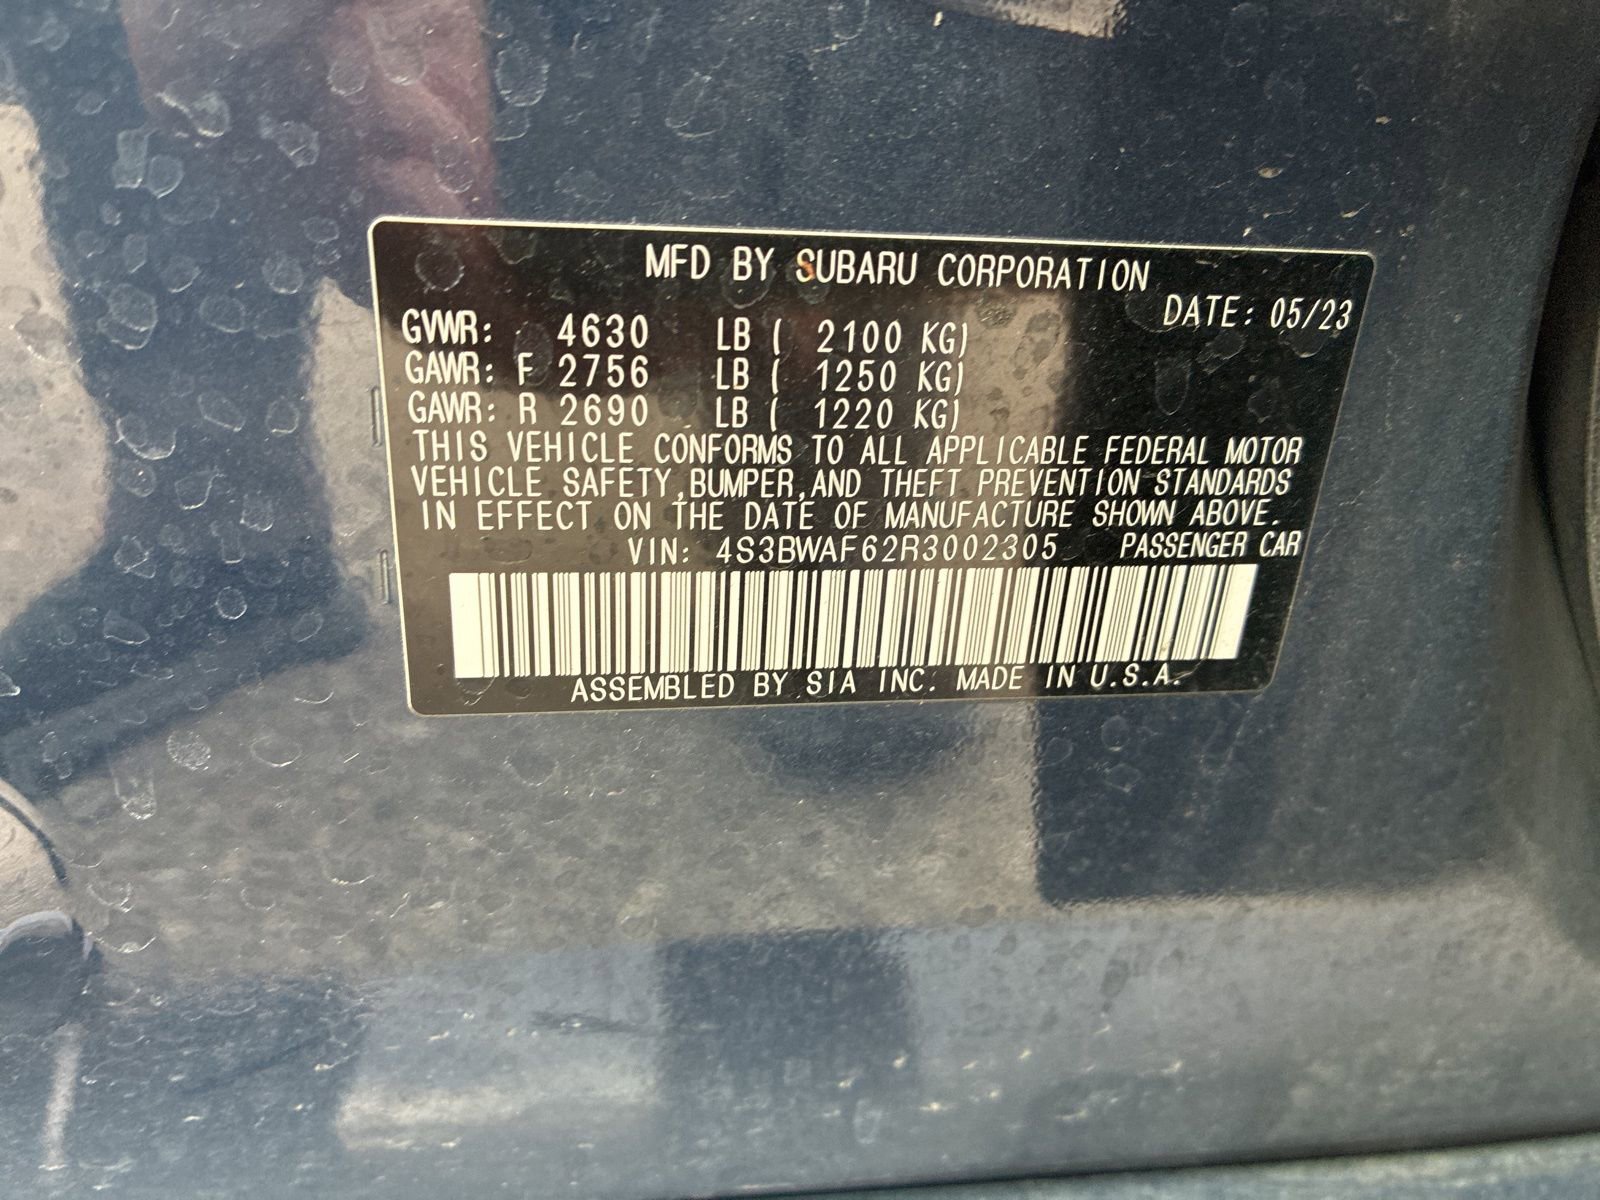 MFD BY SUBARU CORPORATION
DATE: 05/23
GVWR: 4630 LB ( 2100 KG)
GAWR: F 2756 LB ( 1250 KG)
GAWR: R 2690 LB ( 1220 KG)
THIS VEHICLE CONFORMS TO ALL APPLICABLE FEDERAL MOTOR
VEHICLE SAFETY,BUMPER,AND THEFT PREVENTION STANDARDS
IN EFFECT ON THE DATE OF MANUFACTURE SHOWN ABOVE.
VIN: 4S3BWAF62R3002305 PASSENGER CAR
ASSEMBLED BY SIA INC. MADE IN U.S.A.